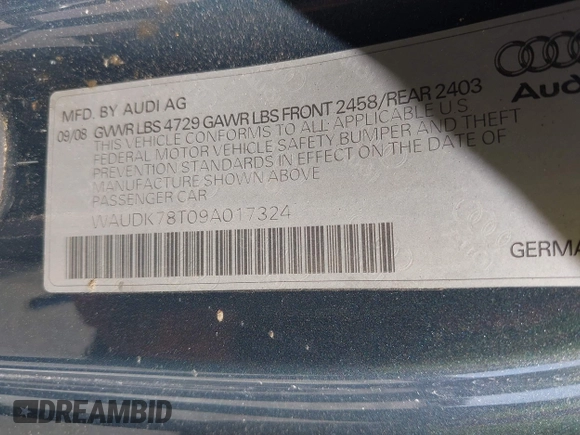 MFD. BY AUDI AG
09/08 GVWR LBS 4729 GAWR LBS FRONT 2458/REAR 2403
THIS VEHICLE CONFORMS TO ALL APPLICABLE U S
FEDERAL MOTOR VEHICLE SAFETY BUMPER AND THEFT
PREVENTION STANDARDS IN EFFECT ON THE DATE OF
MANUFACTURE SHOWN ABOVE
PASSENGER CAR
WAUDK78T09A017324
Aud
GERMA
DREAMBID